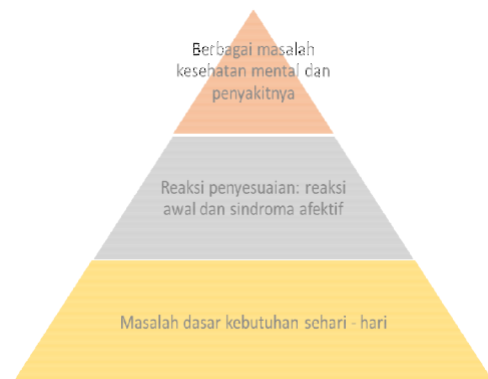 Berbagai masalah
kesehatan mental dan
penyakitnya
Reaksi penyesuaian: reaksi
awal dan sindroma afektif
Masalah dasar kebutuhan sehari - hari